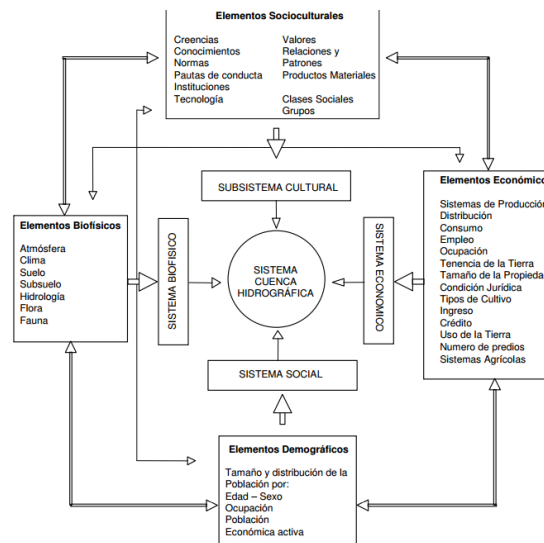 Elementos Socioculturales
Creencias
Conocimientos
Normas
Pautas de conducta
Instituciones
Tecnología
Valores
Relaciones y
Patrones
Productos Materiales
Clases Sociales
Grupos
SUBSISTEMA CULTURAL
Elementos Biofísicos
Atmósfera
Clima
Suelo
Subsuelo
Hidrología
Flora
Fauna
SISTEMA BIOFISICO
SISTEMA
CUENCA
HIDROGRÁFICA
SISTEMA ECONOMICO
Elementos Económico
Sistemas de Producción
Distribución
Consumo
Empleo
Ocupación
Tenencia de la Tierra
Tamaño de la Propieda
Condición Jurídica
Tipos de Cultivo
Ingreso
Crédito
Uso de la Tierra
Numero de predios
Sistemas Agrícolas
SISTEMA SOCIAL
Elementos Demográficos
Tamaño y distribución de la
Población por:
Edad – Sexo
Ocupación
Población
Económica activa